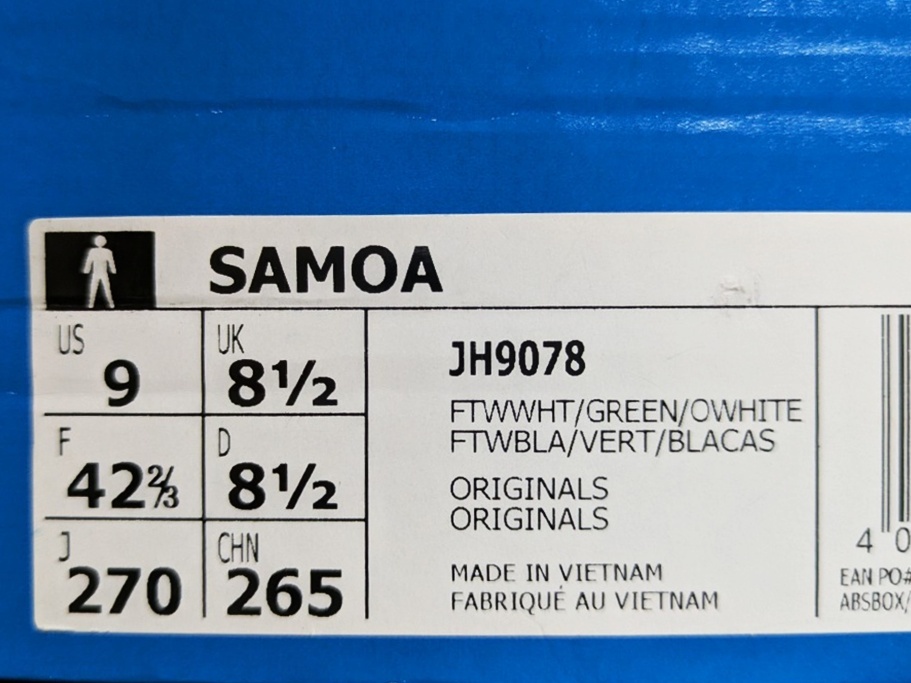 SAMOA
US 9 UK 8½
F 42⅔ D 8½
J 270 CHN 265
JH9078
FTWWHT/GREEN/OWHITE
FTWBLA/VERT/BLACAS
ORIGINALS
ORIGINALS
MADE IN VIETNAM
FABRIQUÉ AU VIETNAM
4 0
EAN PO#
ABSBOX/